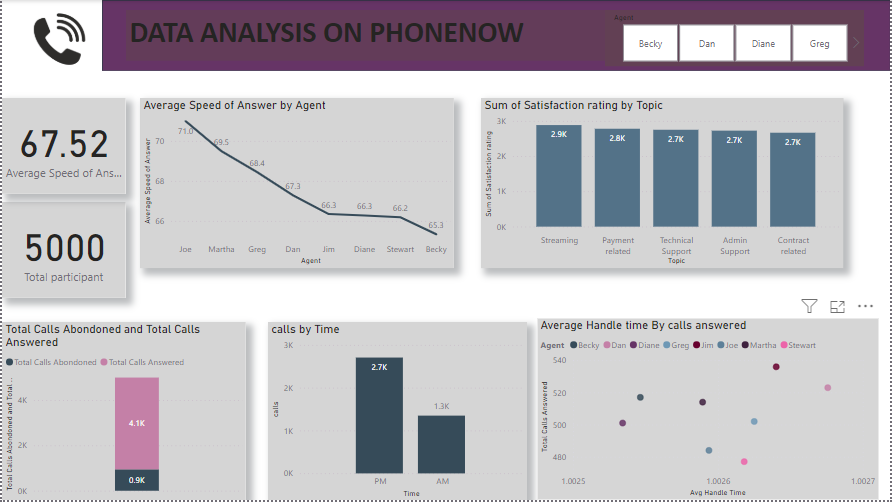 DATA ANALYSIS ON PHONENOW
Agent
Becky
Dan
Diane
Greg
67.52
Average Speed of Ans...
5000
Total participant
Average Speed of Answer by Agent
Average Speed of Answer
70
68
66
71.0
69.5
68.4
67.3
66.3
66.3
66.2
65.3
Joe
Martha
Greg
Dan
Jim
Diane
Stewart
Becky
Agent
Sum of Satisfaction rating by Topic
Sum of Satisfaction rating
3K
2K
1K
0K
2.9K
2.8K
2.7K
2.7K
2.7K
Streaming
Payment
related
Technical
Support
Admin
Support
Contract
related
Topic
Total Calls Abondoned and Total Calls
Answered
Total Calls Abondoned
Total Calls Answered
Total Calls Abondoned and Total...
4K
2K
0K
4.1K
0.9K
calls by Time
calls
3K
2K
1K
0K
2.7K
1.3K
PM
AM
Time
Average Handle time By calls answered
Agent
Becky
Dan
Diane
Greg
Jim
Joe
Martha
Stewart
Total Calls Answered
540
520
500
480
1.0025
1.0026
1.0027
Avg Handle Time